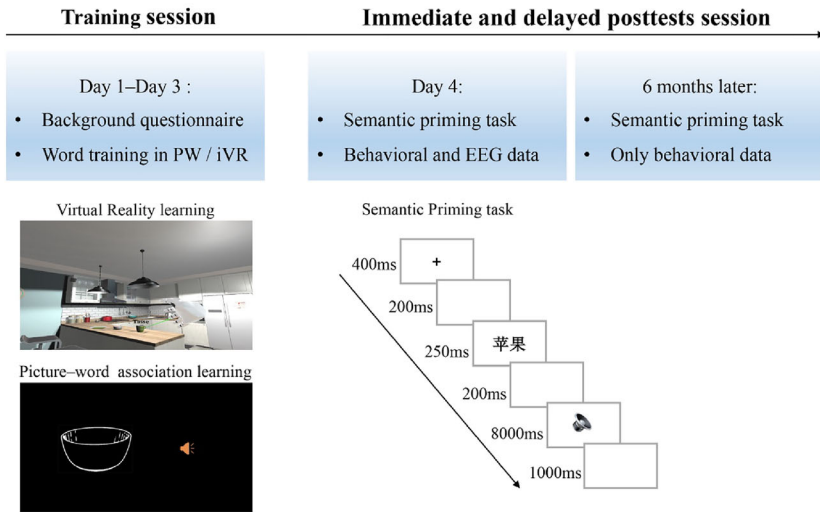 Training session
Immediate and delayed posttests session
Day 1–Day 3 :
• Background questionnaire
• Word training in PW / iVR
Day 4:
• Semantic priming task
• Behavioral and EEG data
6 months later:
• Semantic priming task
• Only behavioral data
Virtual Reality learning
Picture–word association learning
Semantic Priming task
400ms
+
200ms
250ms
苹果
200ms
8000ms
1000ms